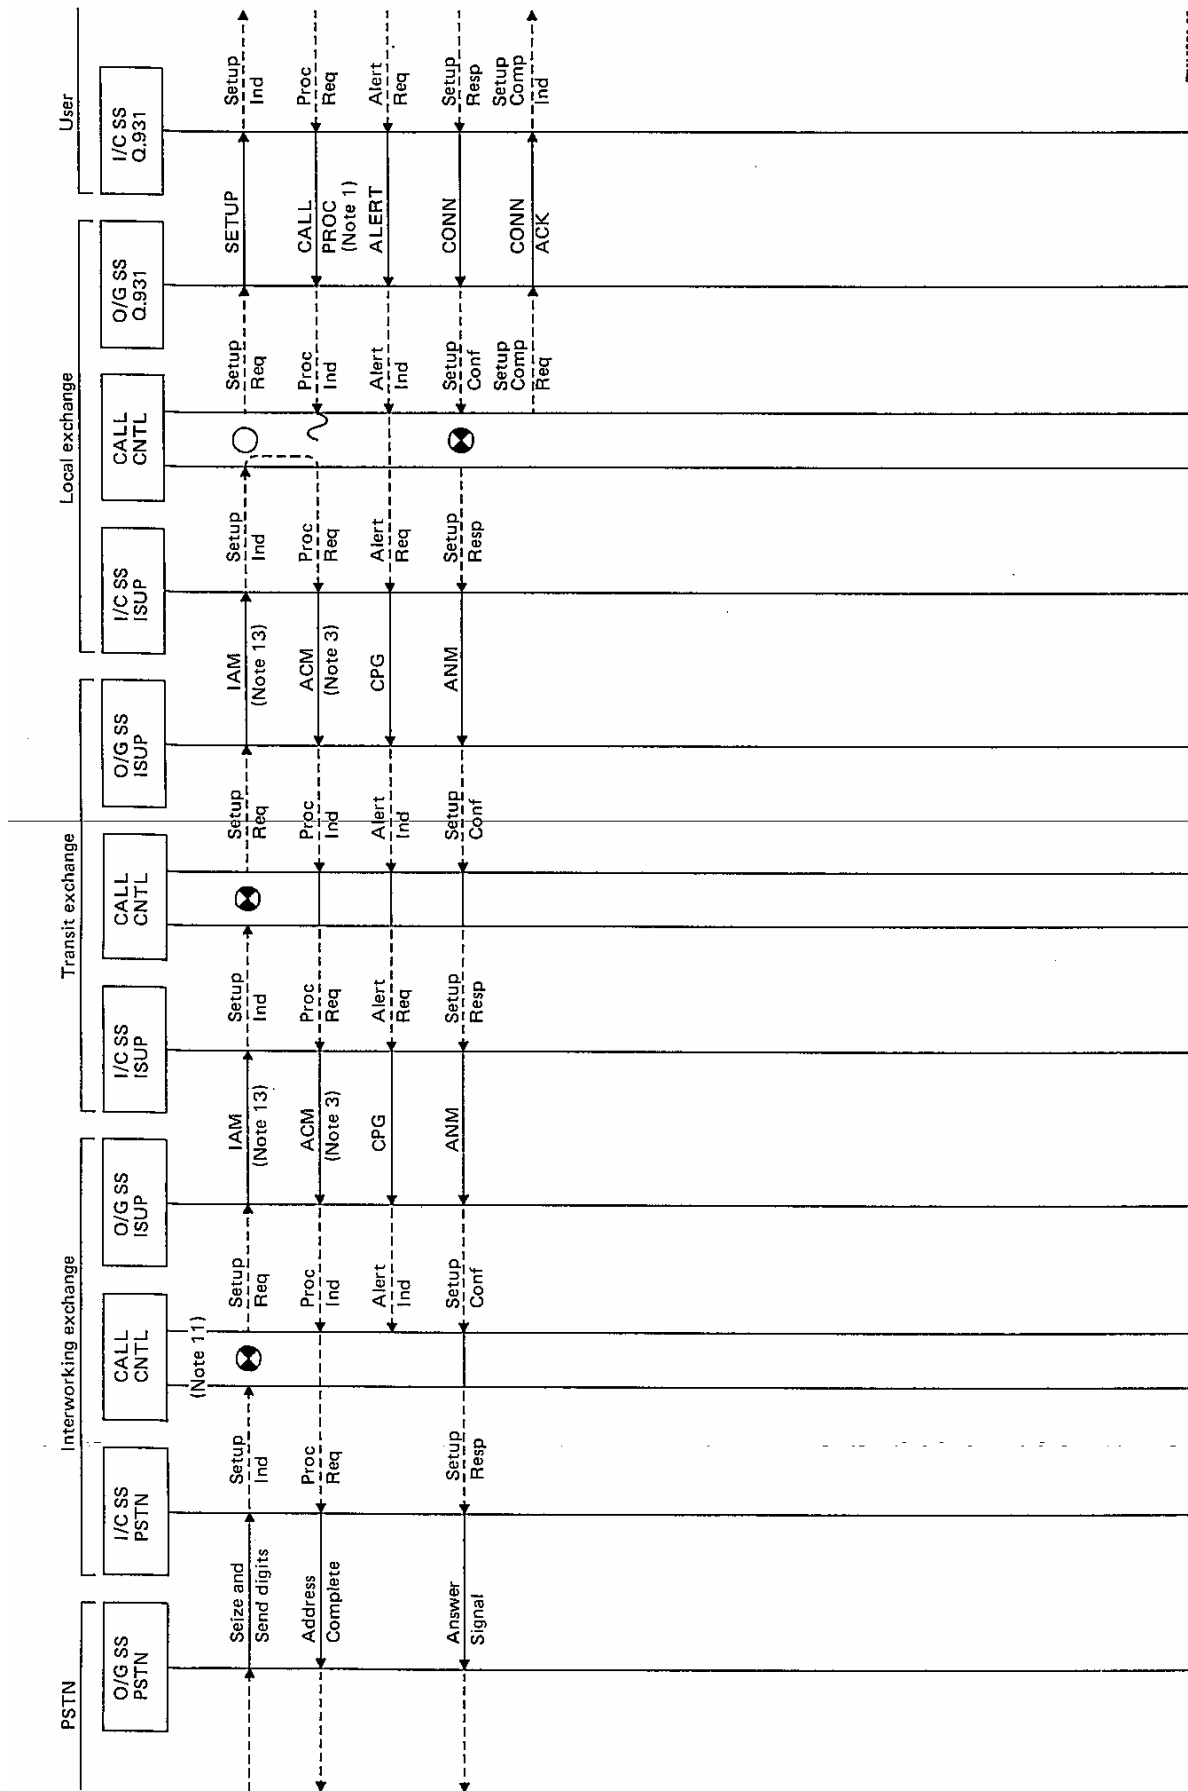 PSTN
Interworking exchange
Transit exchange
Local exchange
User
O/G SS
PSTN
I/C SS
PSTN
CALL
CNTL
O/G SS
ISUP
I/C SS
ISUP
CALL
CNTL
O/G SS
ISUP
I/C SS
ISUP
CALL
CNTL
O/G SS
Q.931
I/C SS
Q.931
(Note 11)
Seize and
Send digits
Setup
Ind
Setup
Req
IAM
(Note 13)
Setup
Ind
Setup
Req
IAM
(Note 13)
Setup
Ind
Setup
Req
SETUP
Setup
Ind
Address
Complete
Proc
Req
Proc
Ind
ACM
(Note 3)
Proc
Req
Proc
Ind
ACM
(Note 3)
Proc
Req
Proc
Ind
CALL
PROC
(Note 1)
Proc
Req
Alert
Ind
CPG
Alert
Req
Alert
Ind
CPG
Alert
Req
Alert
Ind
ALERT
Alert
Req
Answer
Signal
Setup
Resp
Setup
Conf
ANM
Setup
Resp
Setup
Conf
ANM
Setup
Resp
Setup
Conf
CONN
Setup
Resp
Setup
Comp
Req
CONN
ACK
Setup
Comp
Ind